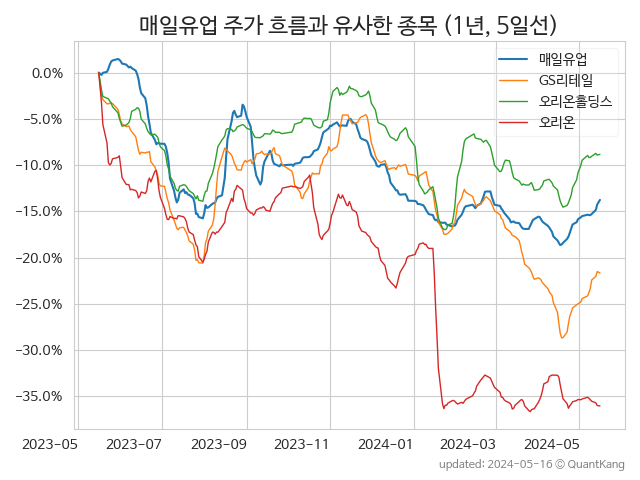 매일유업 주가 흐름과 유사한 종목 (1년, 5일선)
매일유업
GS리테일
오리온홀딩스
오리온
0.0%
−5.0%
−10.0%
−15.0%
−20.0%
−25.0%
−30.0%
−35.0%
2023-05 2023-07 2023-09 2023-11 2024-01 2024-03 2024-05
updated: 2024-05-16 © QuantKang